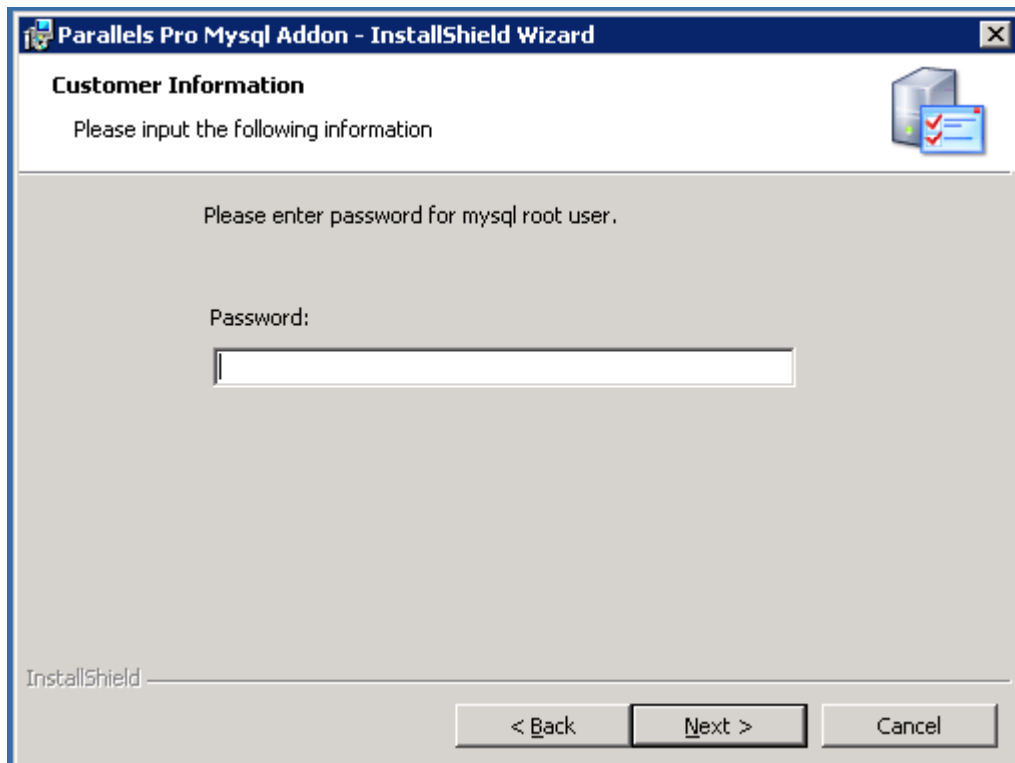 Parallels Pro Mysql Addon - InstallShield Wizard
Customer Information
Please input the following information
Please enter password for mysql root user.
Password:
InstallShield
< Back
Next >
Cancel